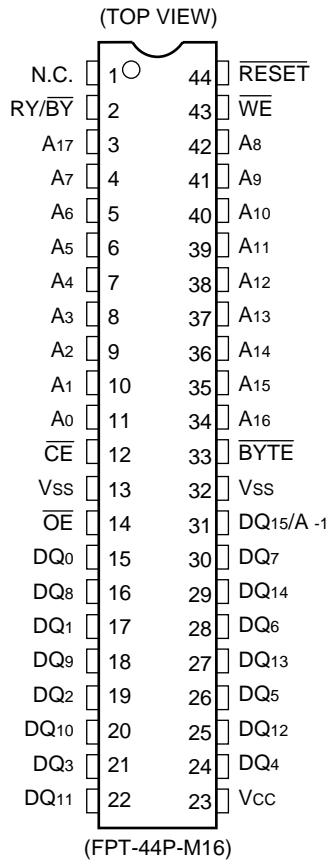 (TOP VIEW)
N.C. 1 44 RESET
RY/BY 2 43 WE
A17 3 42 A8
A7 4 41 A9
A6 5 40 A10
A5 6 39 A11
A4 7 38 A12
A3 8 37 A13
A2 9 36 A14
A1 10 35 A15
A0 11 34 A16
CE 12 33 BYTE
VSS 13 32 VSS
OE 14 31 DQ15/A -1
DQ0 15 30 DQ7
DQ8 16 29 DQ14
DQ1 17 28 DQ6
DQ9 18 27 DQ13
DQ2 19 26 DQ5
DQ10 20 25 DQ12
DQ3 21 24 DQ4
DQ11 22 23 VCC
(FPT-44P-M16)